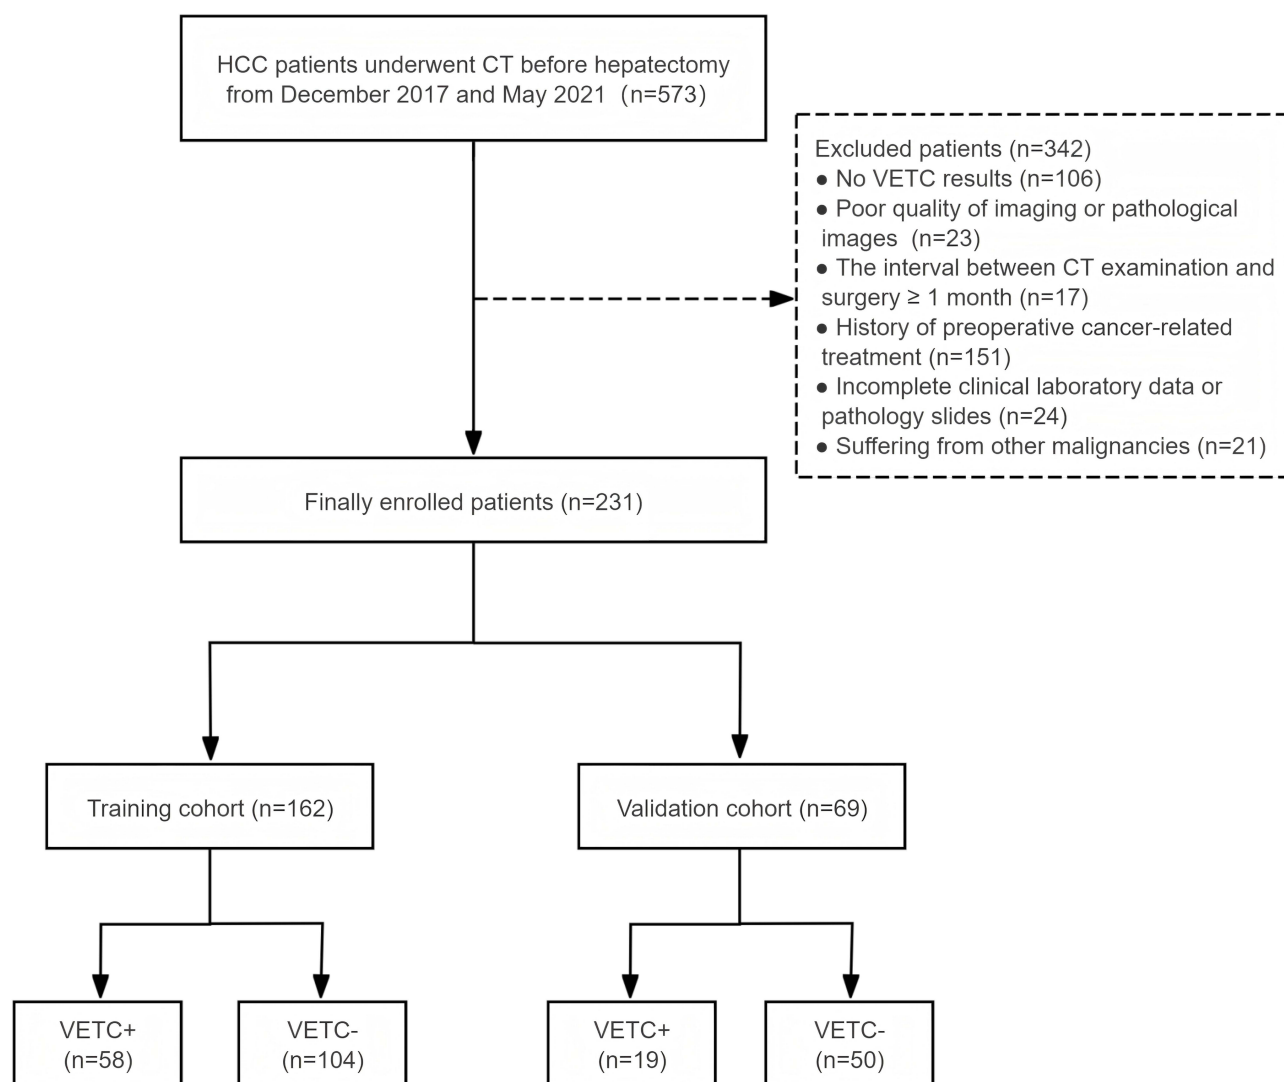 HCC patients underwent CT before hepatectomy
from December 2017 and May 2021 (n=573)
Excluded patients (n=342)
● No VETC results (n=106)
● Poor quality of imaging or pathological
images (n=23)
● The interval between CT examination and
surgery ≥ 1 month (n=17)
● History of preoperative cancer-related
treatment (n=151)
● Incomplete clinical laboratory data or
pathology slides (n=24)
● Suffering from other malignancies (n=21)
Finally enrolled patients (n=231)
Training cohort (n=162)
Validation cohort (n=69)
VETC+
(n=58)
VETC-
(n=104)
VETC+
(n=19)
VETC-
(n=50)